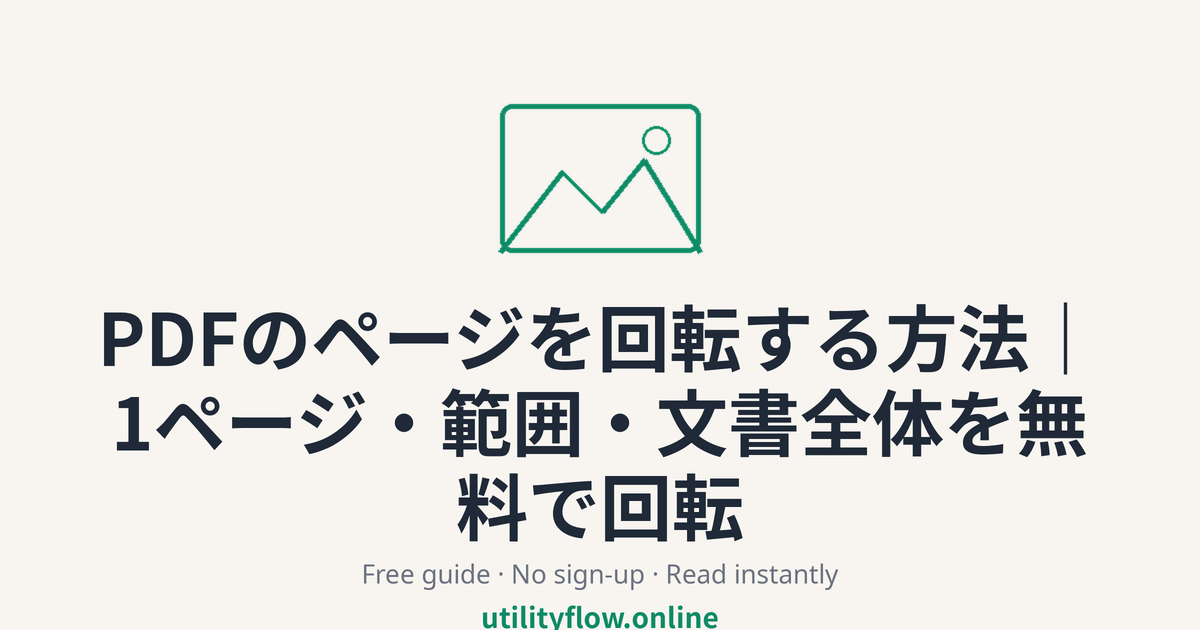 PDFのページを回転する方法｜
1ページ・範囲・文書全体を無
料で回転
Free guide · No sign-up · Read instantly
utilityflow.online